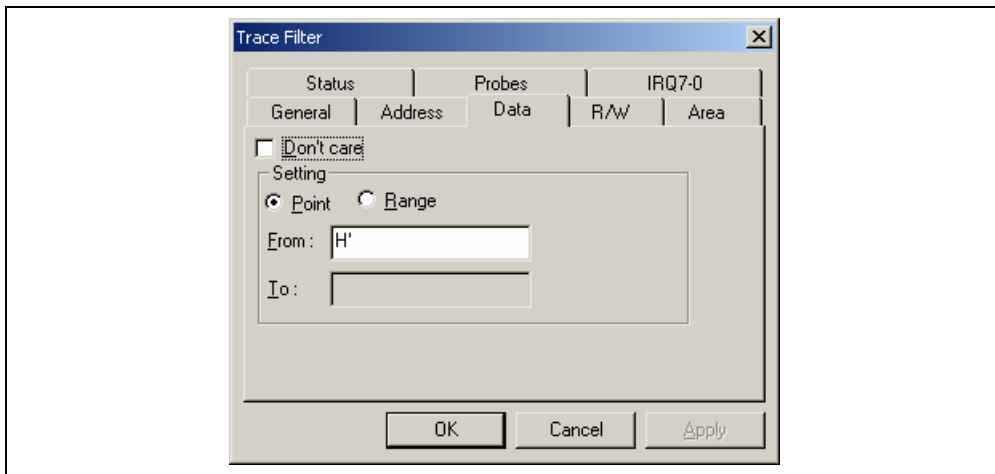 Trace Filter
Status Probes IRQ7-0
General Address Data R/W Area
Don't care
Setting
Point Range
From : H'
To :
OK Cancel Apply